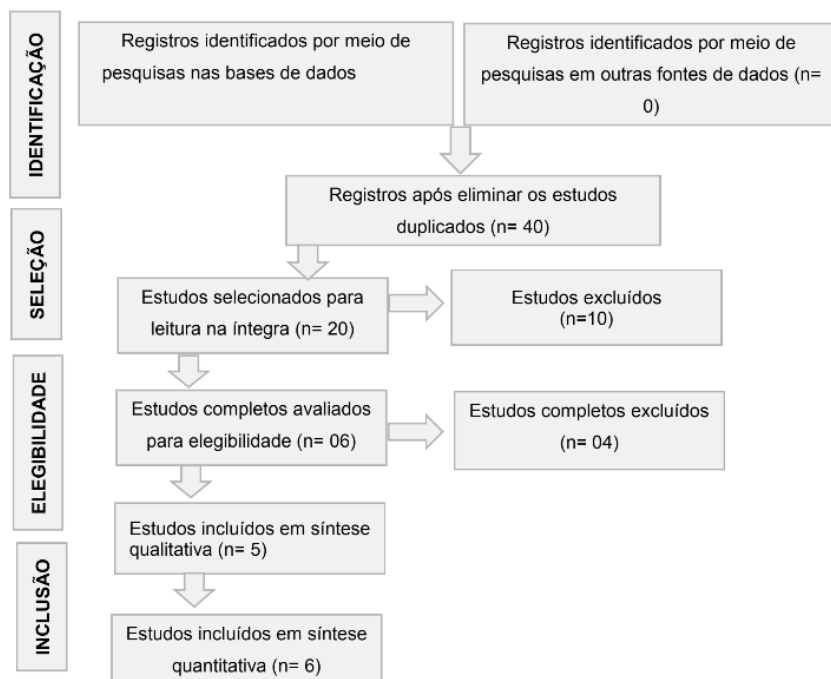 IDENTIFICAÇÃO
Registros identificados por meio de
pesquisas nas bases de dados
Registros identificados por meio de
pesquisas em outras fontes de dados (n=
0)
Registros após eliminar os estudos
duplicados (n= 40)
SELEÇÃO
Estudos selecionados para
leitura na íntegra (n= 20)
Estudos excluídos
(n=10)
ELEGIBILIDADE
Estudos completos avaliados
para elegibilidade (n= 06)
Estudos completos excluídos
(n= 04)
Estudos incluídos em síntese
qualitativa (n= 5)
INCLUSÃO
Estudos incluídos em síntese
quantitativa (n= 6)